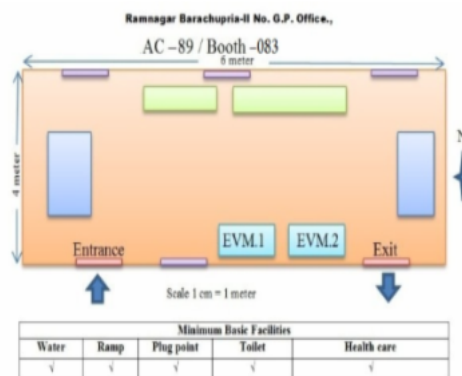 Ramnagar Barachupria-II No. G.P. Office.,
AC –89 / Booth –083
6 meter
4 meter
N
EVM.1 EVM.2
Entrance Exit
Scale 1 cm = 1 meter
Minimum Basic Facilities
Water Ramp Plug point Toilet Health care
√ √ √ √ √